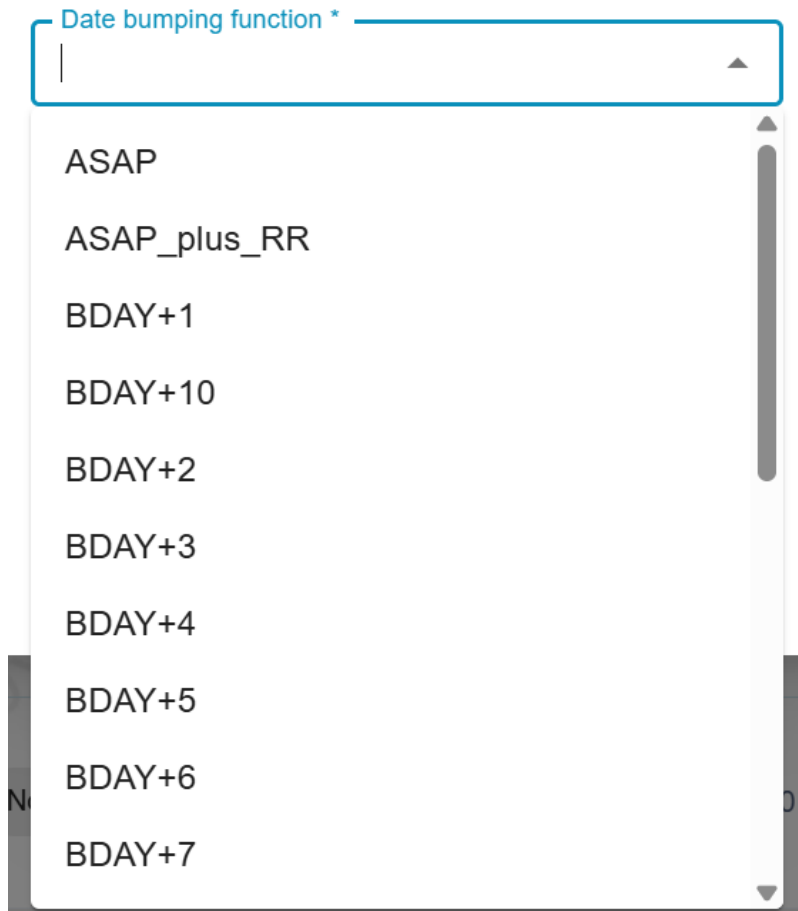 Date bumping function *
ASAP
ASAP_plus_RR
BDAY+1
BDAY+10
BDAY+2
BDAY+3
BDAY+4
BDAY+5
BDAY+6
BDAY+7